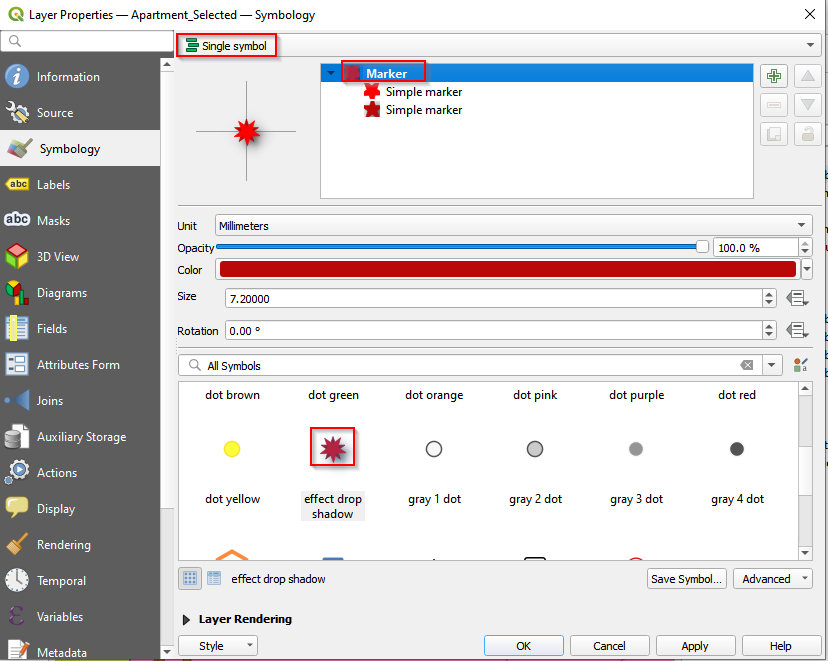 Layer Properties — Apartment_Selected — Symbology
Single symbol
Information
Source
Symbology
abc Labels
abc Masks
3D View
Diagrams
Fields
Attributes Form
Joins
Auxiliary Storage
Actions
Display
Rendering
Temporal
Variables
Metadata
Marker
Simple marker
Simple marker
Unit Millimeters
Opacity 100.0 %
Color
Size 7.20000
Rotation 0.00 °
All Symbols
dot brown dot green dot orange dot pink dot purple dot red
dot yellow effect drop shadow gray 1 dot gray 2 dot gray 3 dot gray 4 dot
effect drop shadow
Save Symbol... Advanced
Layer Rendering
Style OK Cancel Apply Help